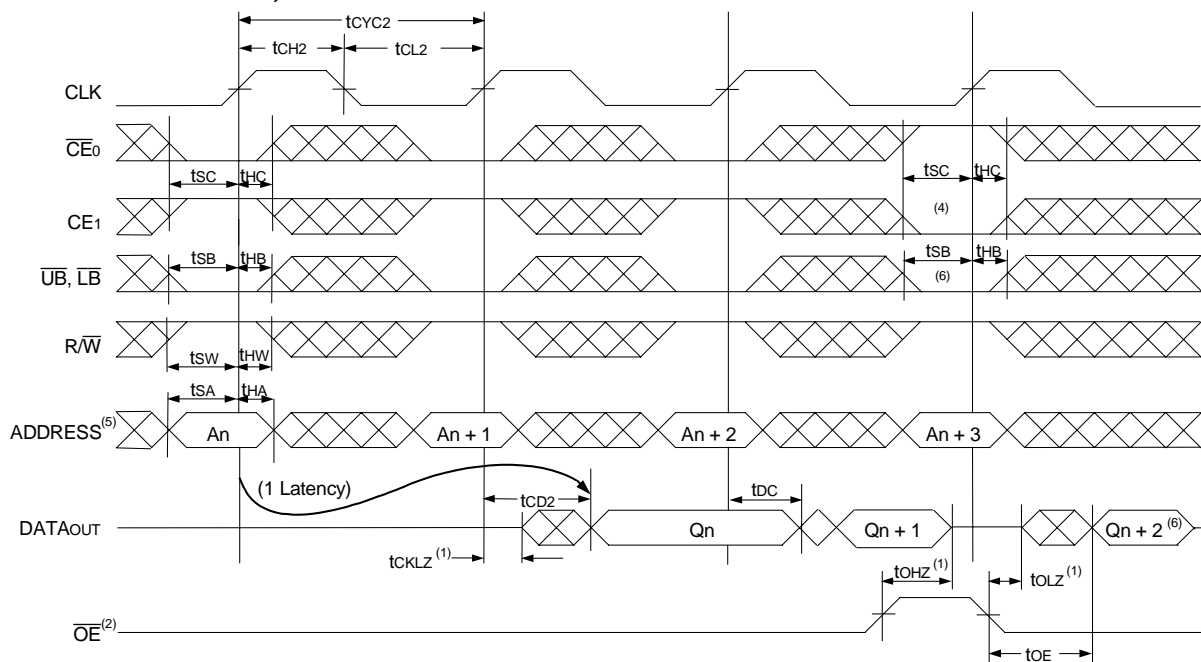 tCYC2
tCH2 tCL2
CLK
CE0
tSC tHC tSC tHC
CE1 (4)
tSB tHB tSB tHB
UB, LB (6)
R/W
tSW tHW
tSA tHA
ADDRESS(5) An An + 1 An + 2 An + 3
(1 Latency) tCD2 tDC
DATAOUT Qn Qn + 1 Qn + 2(6)
tCKLZ(1) tOHZ(1) tOLZ(1)
OE(2)
tOE